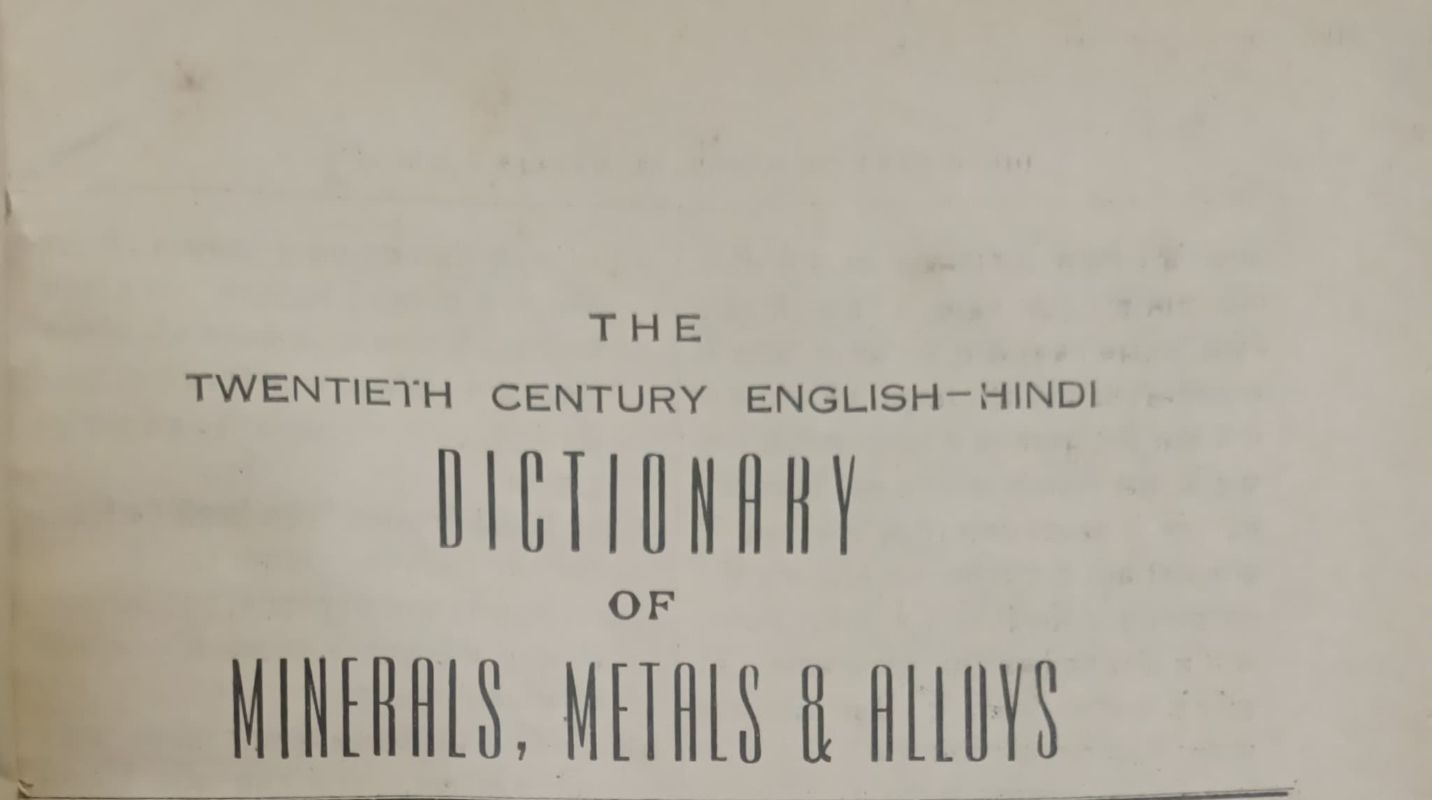 THE
TWENTIETH CENTURY ENGLISH-HINDI
DICTIONARY
OF
MINERALS, METALS & ALLOYS